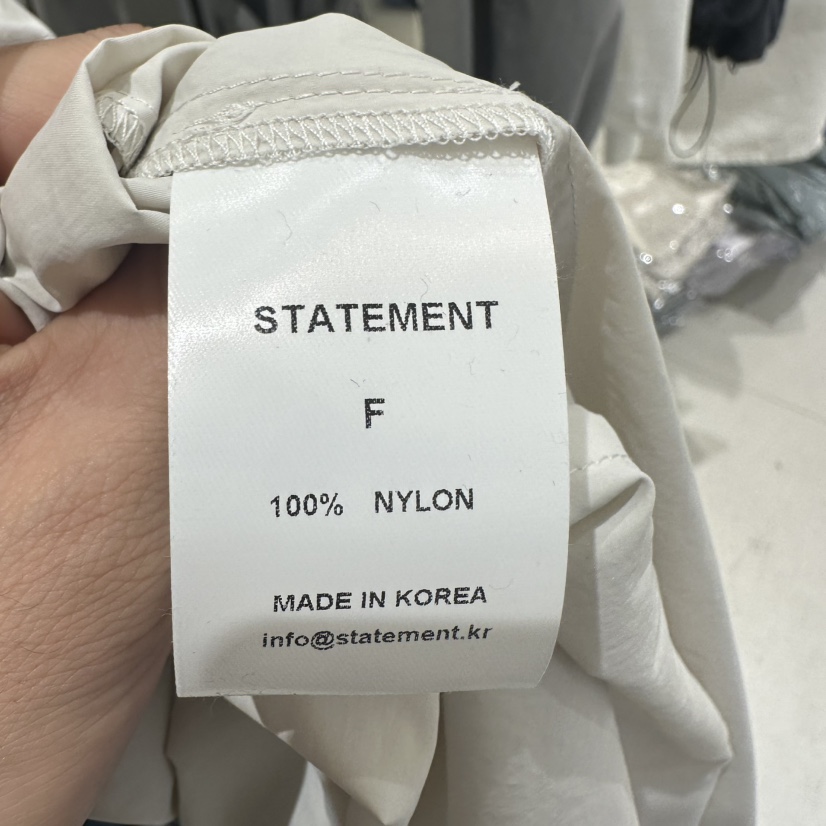 STATEMENT
F
100% NYLON
MADE IN KOREA
info@statement.kr